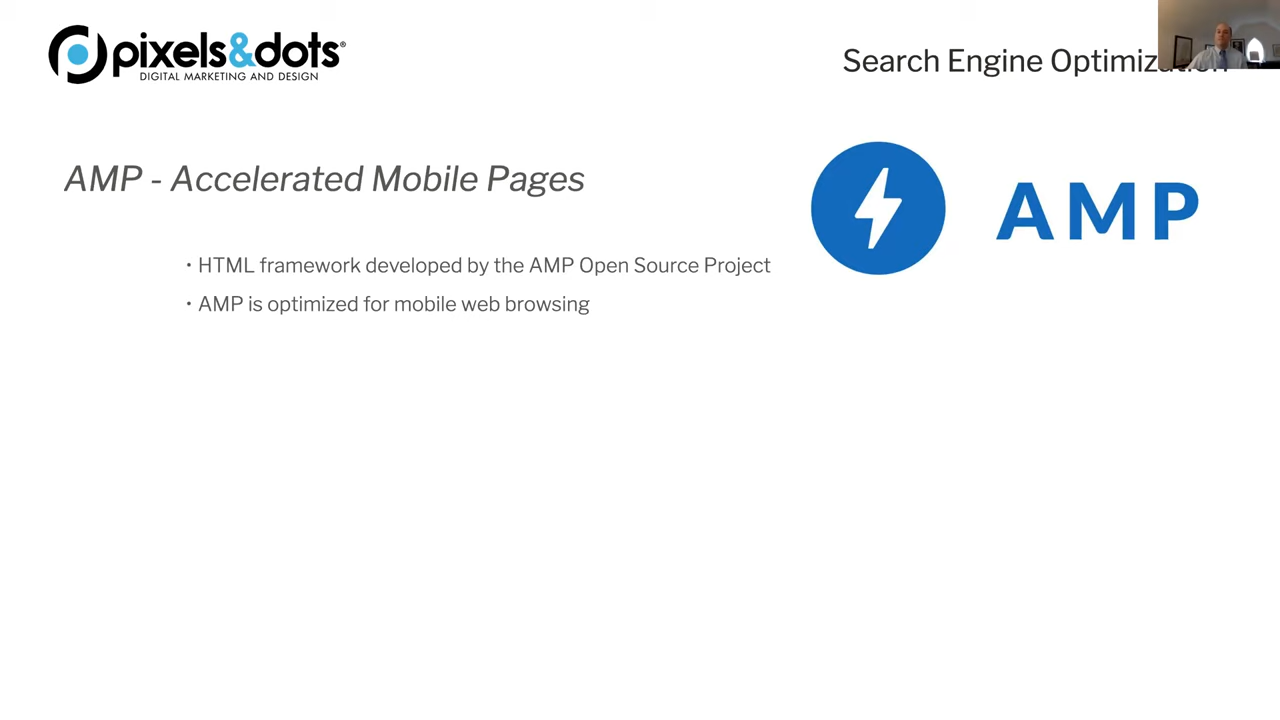 pixels&dots®
DIGITAL MARKETING AND DESIGN
Search Engine Optimization
AMP - Accelerated Mobile Pages
AMP
• HTML framework developed by the AMP Open Source Project
• AMP is optimized for mobile web browsing